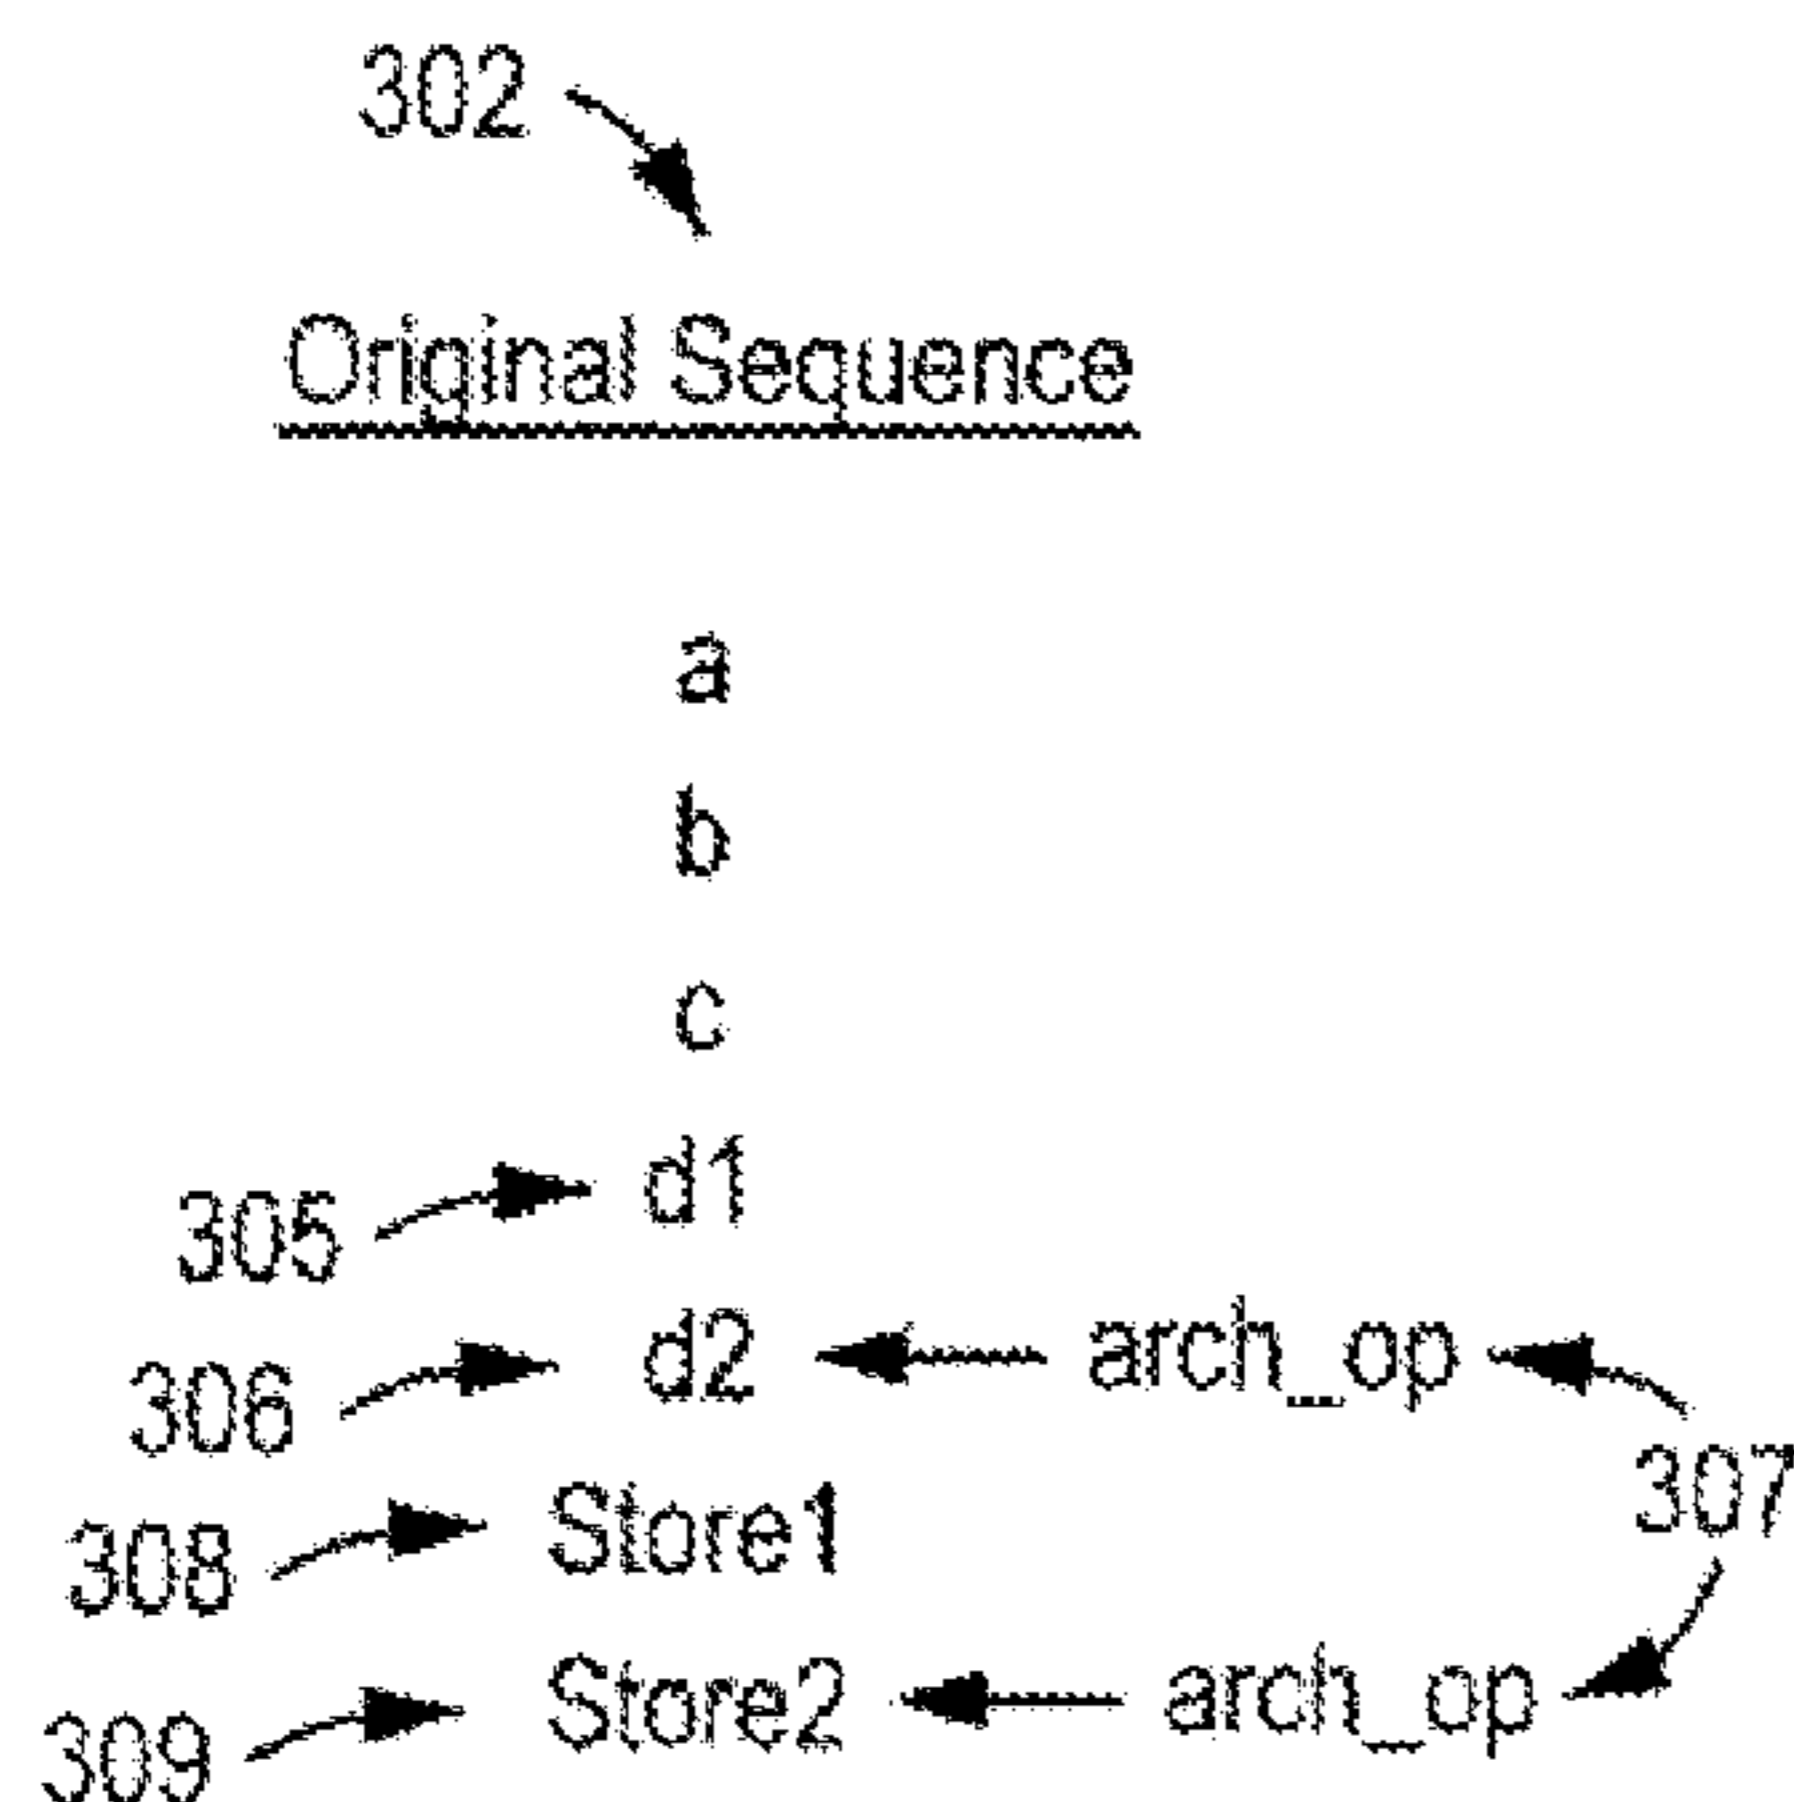 302
Original Sequence
a
b
c
305 d1
306 d2 arch_op
307
308 Store1
309 Store2 arch_op